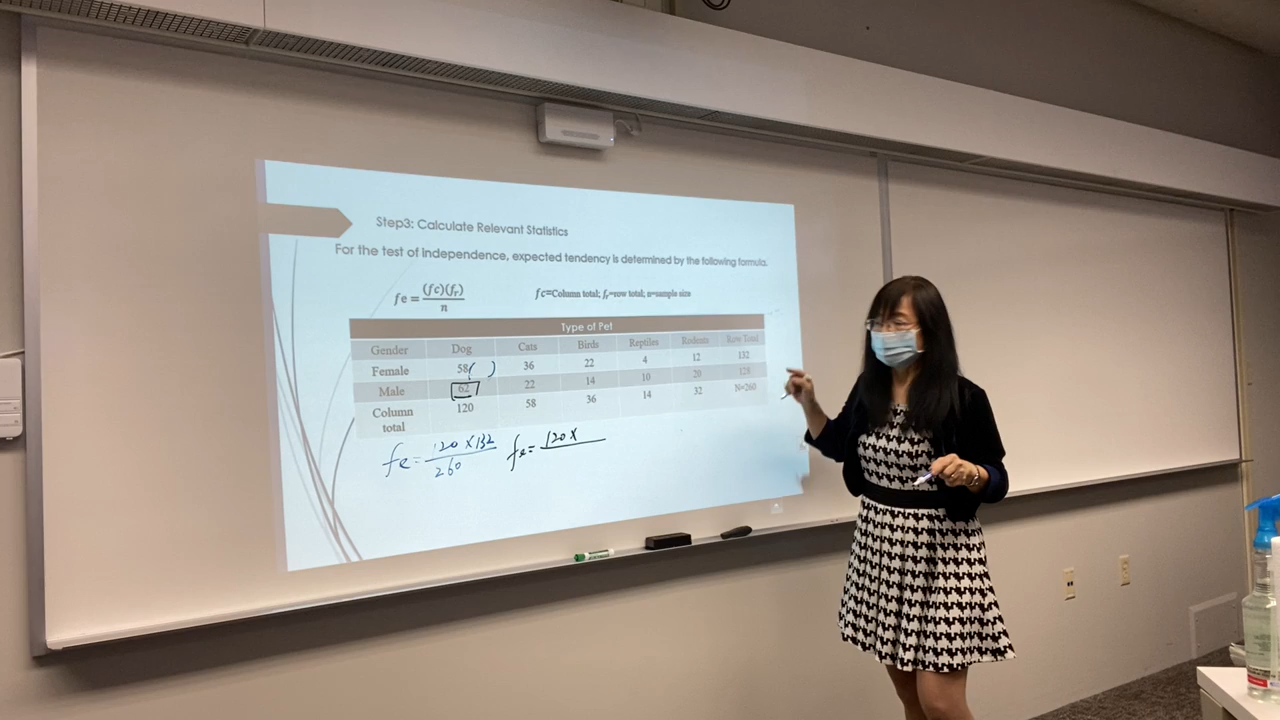 Step3: Calculate Relevant Statistics
For the test of independence, expected tendency is determined by the following formula.
fe = (fc)(fr) / n
fc=Column total; fr=row total; n=sample size
Type of Pet
Gender Dog Cats Birds Reptiles Rodents Row Total
Female 58( ) 36 22 4 12 132
Male 62 22 14 10 20 128
Column total 120 58 36 14 32 N=260
fe = 120 x 132 / 260
fe = 120 x